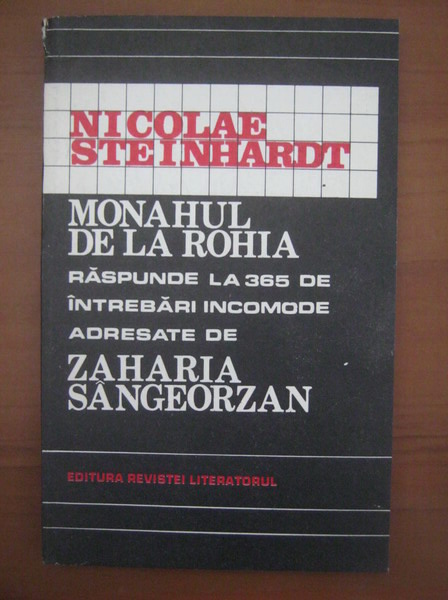 NICOLAE
STEINHARDT
MONAHUL
DE LA ROHIA
RĂSPUNDE LA 365 DE
ÎNTREBĂRI INCOMODE
ADRESATE DE
ZAHARIA
SÂNGEORZAN
EDITURA REVISTEI LITERATORUL